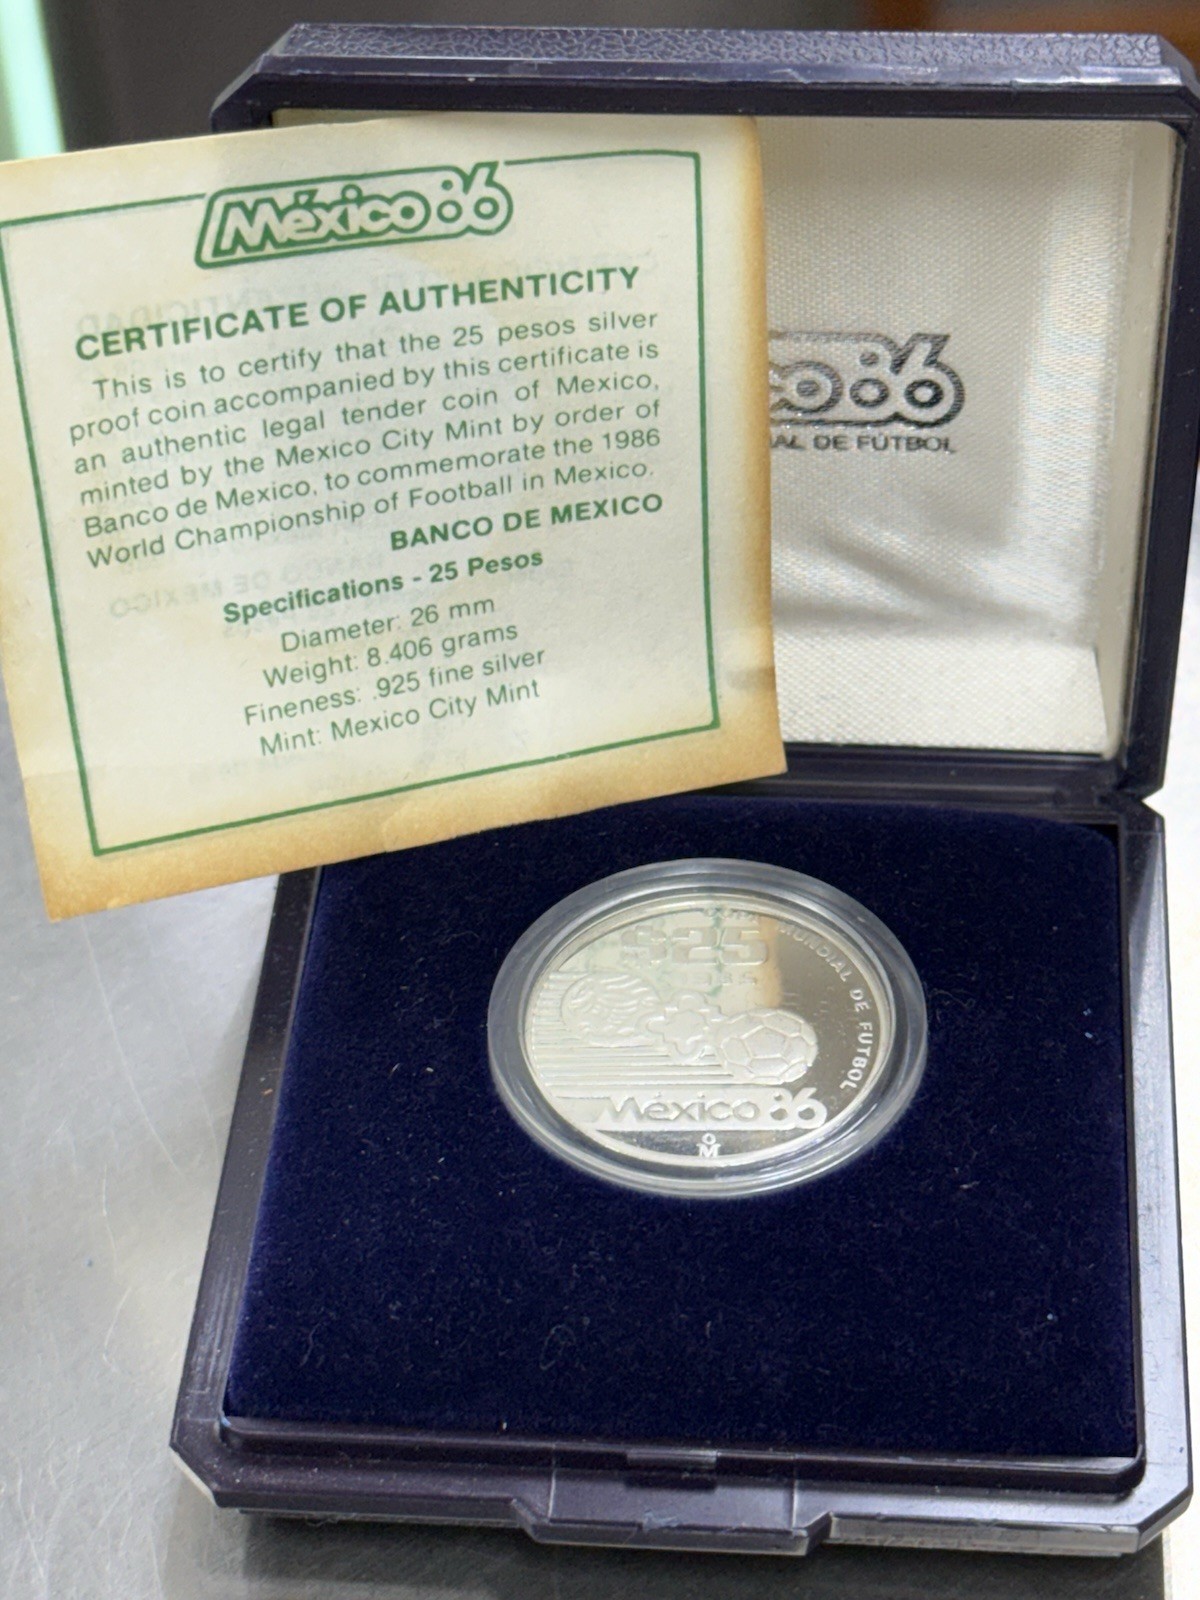 México86
CERTIFICATE OF AUTHENTICITY
This is to certify that the 25 pesos silver
proof coin accompanied by this certificate is
an authentic legal tender coin of Mexico,
minted by the Mexico City Mint by order of
Banco de Mexico, to commemorate the 1986
World Championship of Football in Mexico.
BANCO DE MEXICO
Specifications - 25 Pesos
Diameter: 26 mm
Weight: 8.406 grams
Fineness: .925 fine silver
Mint: Mexico City Mint
86
DE FÚTBOL
MUNDIAL DE FUTBOL
$25
México86
M